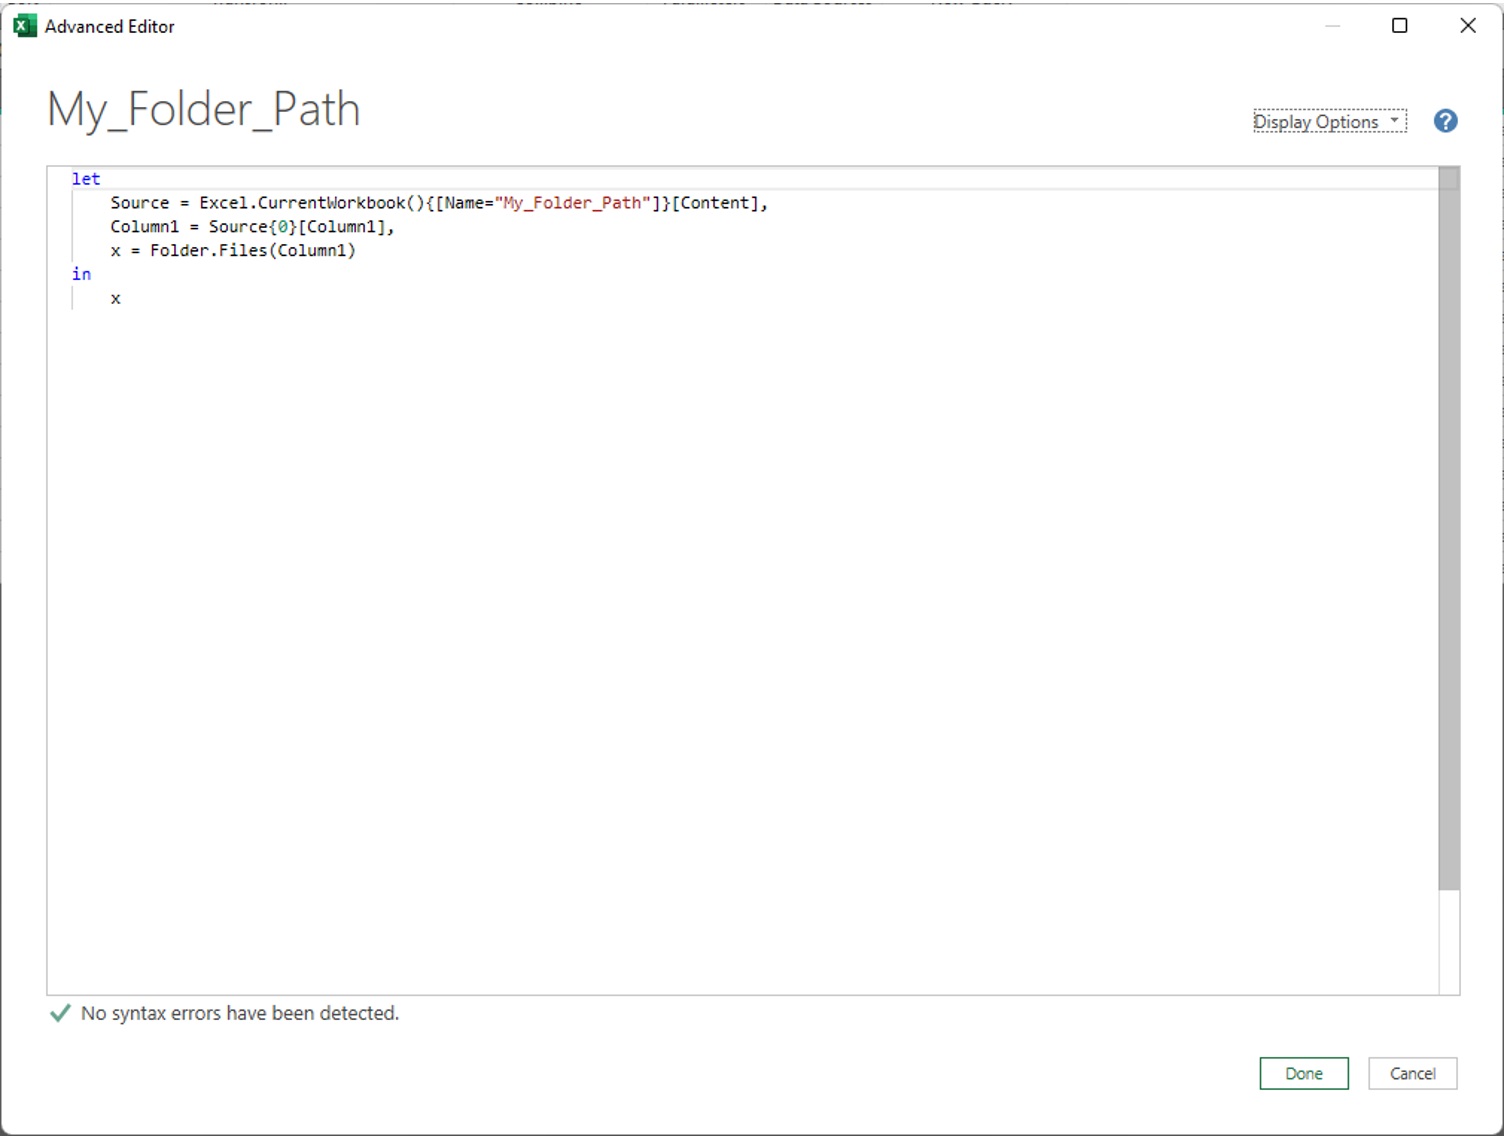 Advanced Editor
My_Folder_Path
Display Options
?
let
    Source = Excel.CurrentWorkbook(){[Name="My_Folder_Path"]}[Content],
    Column1 = Source{0}[Column1],
    x = Folder.Files(Column1)
in
    x
No syntax errors have been detected.
Done
Cancel